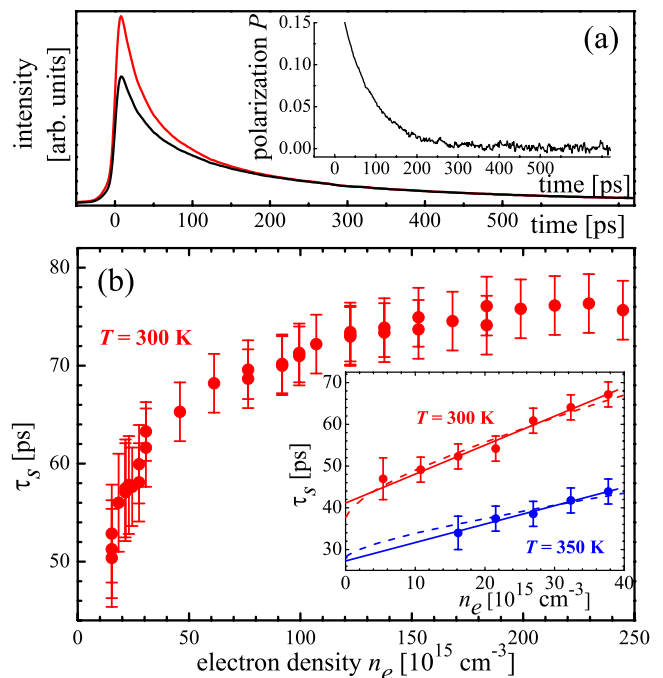 (a)
intensity
[arb. units]
polarization P
0.15
0.10
0.05
0.00
0 100 200 300 400 500
time [ps]
0 100 200 300 400 500
time [ps]
(b)
T = 300 K
τs [ps]
80
70
60
50
0 50 100 150 200 250
electron density ne [10¹⁵ cm⁻³]
T = 300 K
T = 350 K
τs [ps]
70
60
50
40
30
0 10 20 30 40
ne [10¹⁵ cm⁻³]